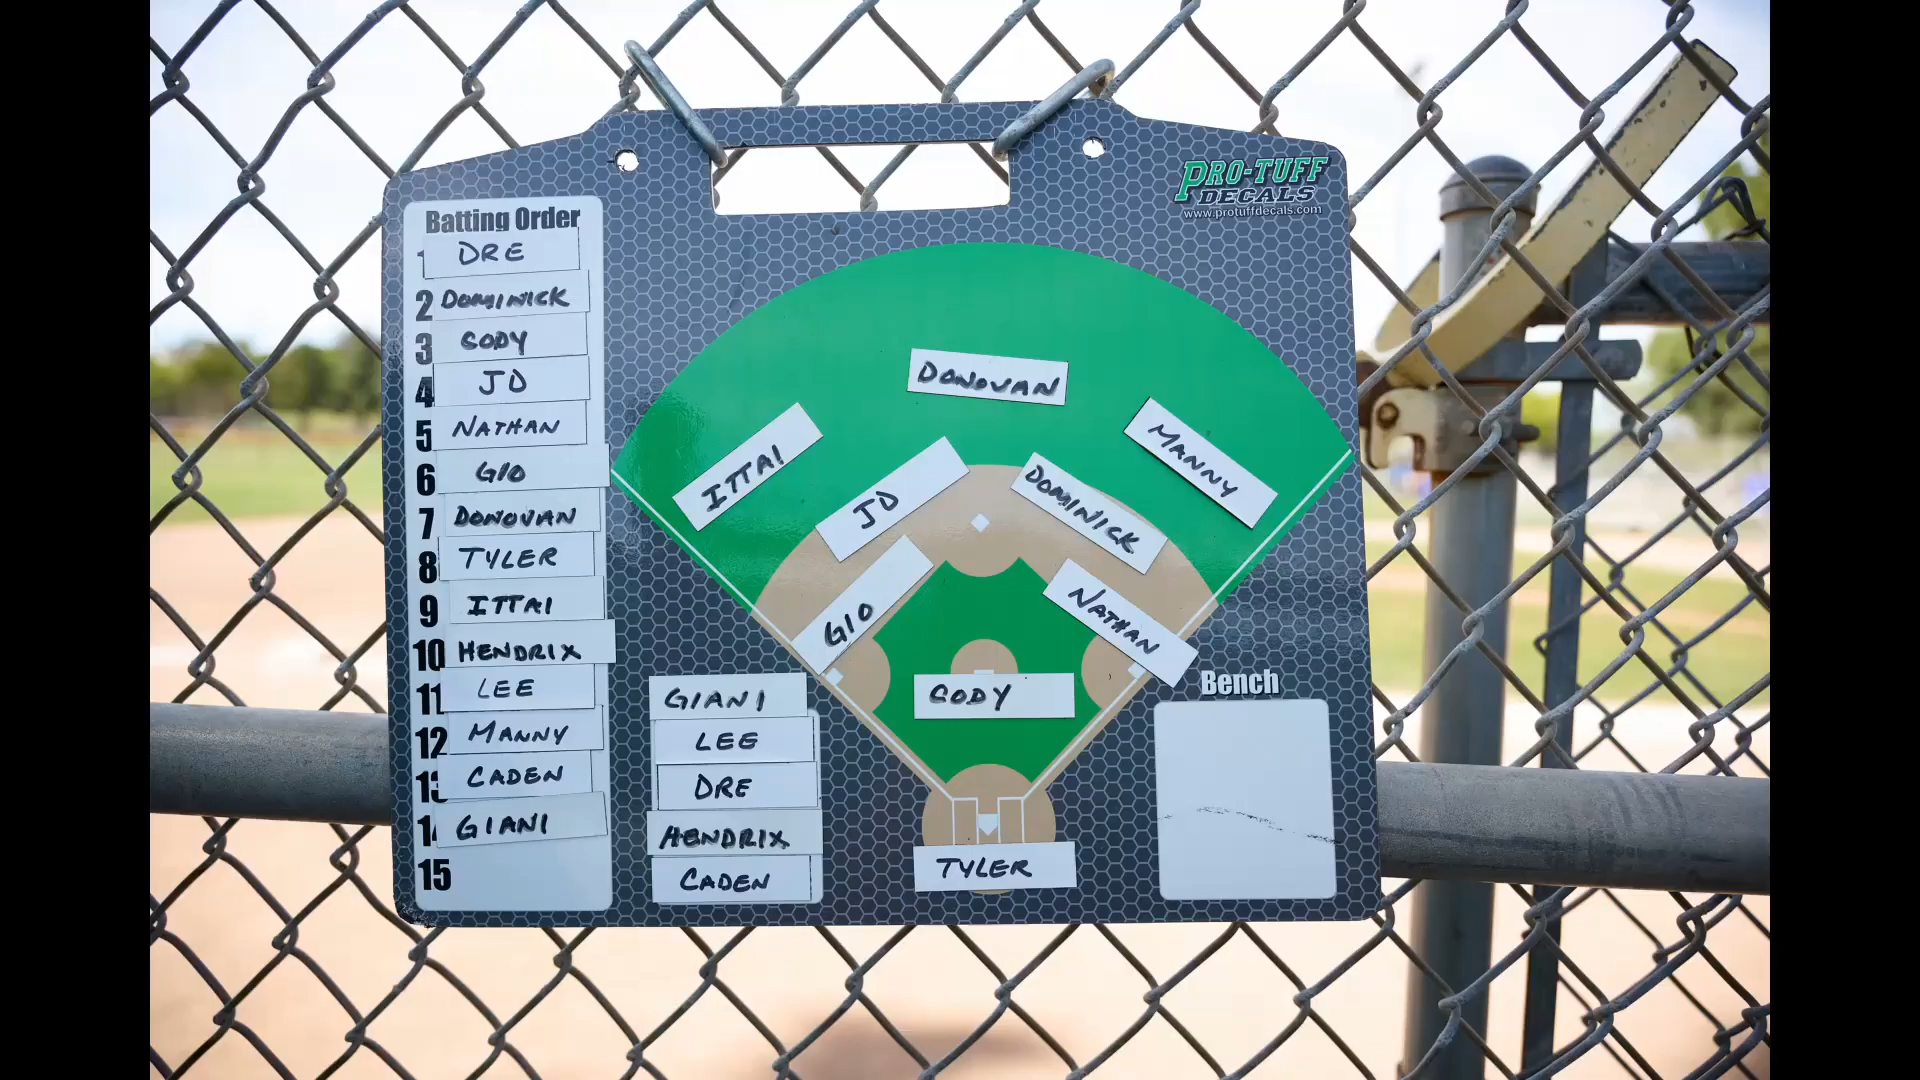 PRO-TUFF
DECALS
www.protuffdecals.com
Batting Order
1 DRE
2 DOMINICK
3 CODY
4 JD
5 NATHAN
6 GIO
7 DONOVAN
8 TYLER
9 ITTAI
10 HENDRIX
11 LEE
12 MANNY
13 CADEN
14 GIANI
15
DONOVAN
ITTAI
MANNY
JD
DOMINICK
GIO
NATHAN
CODY
TYLER
GIANI
LEE
DRE
HENDRIX
CADEN
Bench